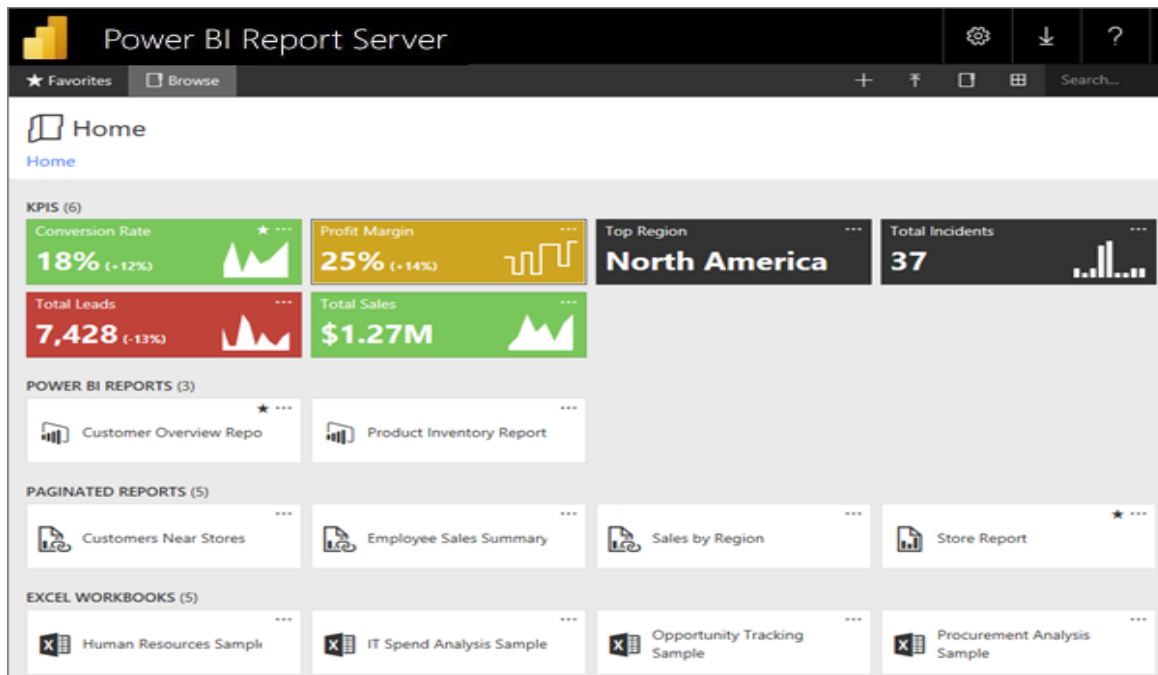 Power BI Report Server
?
Favorites
Browse
Search...
Home
Home
KPIS (6)
Conversion Rate
18% (+12%)
Profit Margin
25% (+14%)
Top Region
North America
Total Incidents
37
Total Leads
7,428 (-13%)
Total Sales
$1.27M
POWER BI REPORTS (3)
Customer Overview Repo
Product Inventory Report
PAGINATED REPORTS (5)
Customers Near Stores
Employee Sales Summary
Sales by Region
Store Report
EXCEL WORKBOOKS (5)
Human Resources Sample
IT Spend Analysis Sample
Opportunity Tracking
Sample
Procurement Analysis
Sample